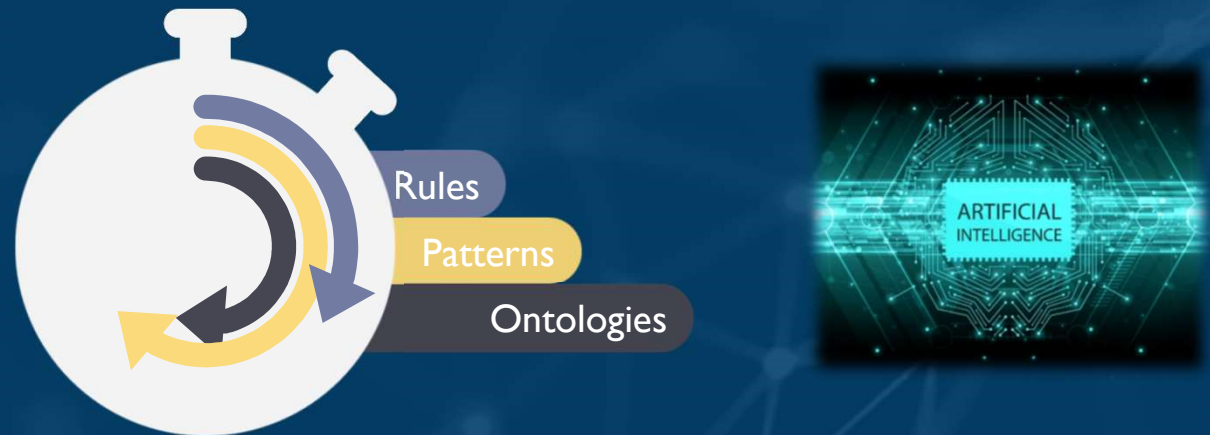 Rules
Patterns
Ontologies
ARTIFICIAL
INTELLIGENCE